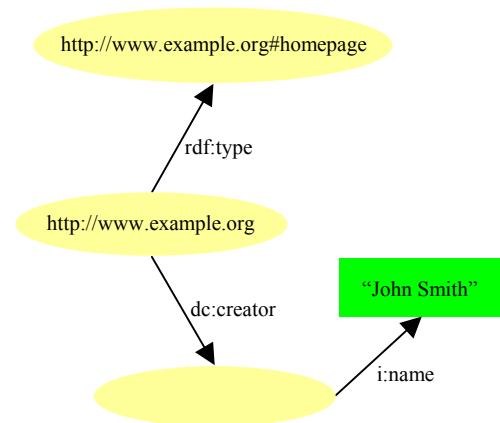 http://www.example.org#homepage
rdf:type
http://www.example.org
dc:creator
“John Smith”
i:name